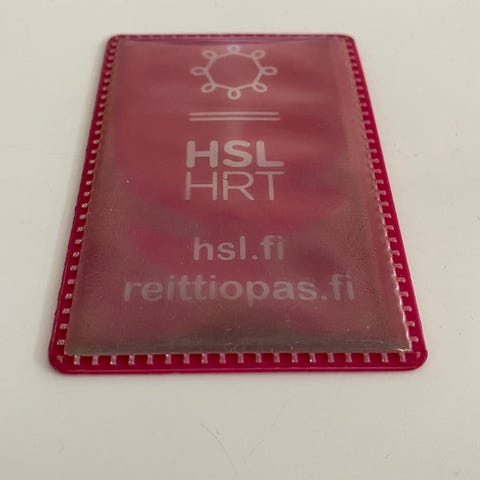 HSL
HRT
hsl.fi
reittiopas.fi